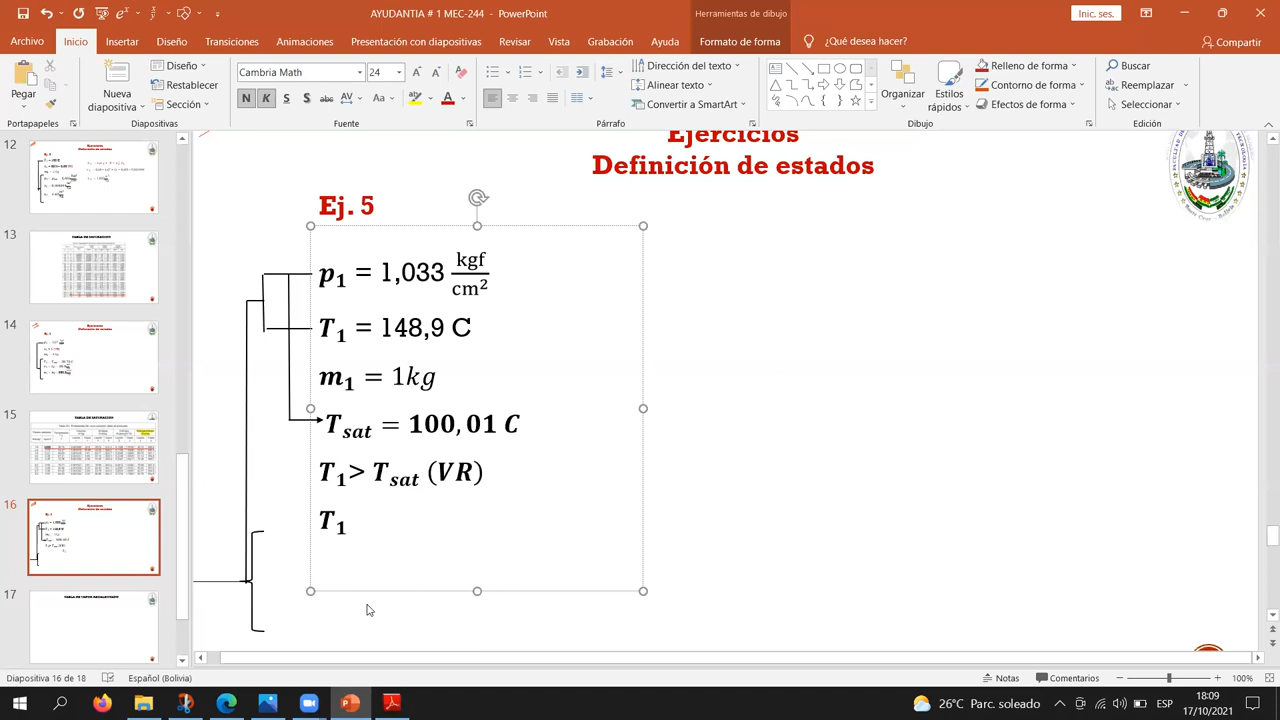 AYUDANTIA # 1 MEC-244 - PowerPoint
Herramientas de dibujo
Inic. ses.
Archivo Inicio Insertar Diseño Transiciones Animaciones Presentación con diapositivas Revisar Vista Grabación Ayuda Formato de forma ¿Qué desea hacer? Compartir
Pegar
Nueva diapositiva
Diseño
Restablecer
Sección
Cambria Math 24
N K S S abc AV Aa A
Dirección del texto
Alinear texto
Convertir a SmartArt
Organizar
Estilos rápidos
Relleno de forma
Contorno de forma
Efectos de forma
Buscar
Reemplazar
Seleccionar
Portapapeles Diapositivas Fuente Párrafo Dibujo Edición
12
13
14
15
16
17
TABLA DE SATURACION
TABLA DE SATURACION
TABLA DE VAPOR RECALENTADO
Ejercicios
Definición de estados
Ej. 5
p₁ = 1,033 kgf/cm²
T₁ = 148,9 C
m₁ = 1kg
T_sat = 100,01 C
T₁> T_sat (VR)
T₁
Diapositiva 16 de 18 Español (Bolivia) Notas Comentarios 100%
26°C Parc. soleado ESP 18:09
17/10/2021